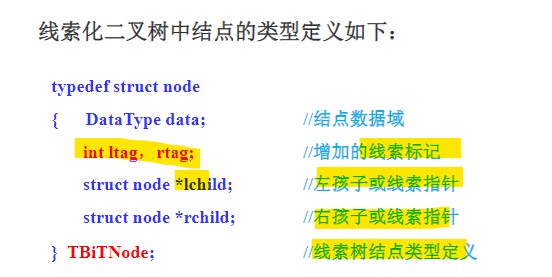 线索化二叉树中结点的类型定义如下：
typedef struct node
{ DataType data; //结点数据域
int ltag，rtag; //增加的线索标记
struct node *lchild; //左孩子或线索指针
struct node *rchild; //右孩子或线索指针
} TBiTNode; //线索树结点类型定义